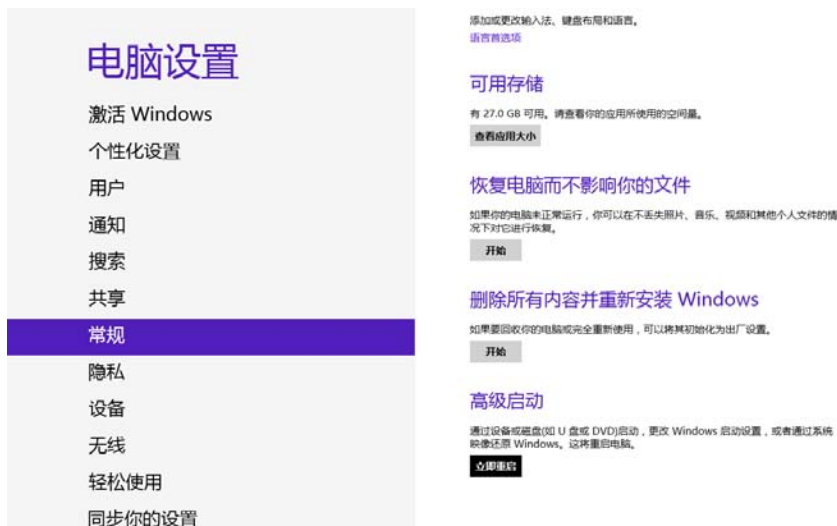 电脑设置
激活 Windows
个性化设置
用户
通知
搜索
共享
常规
隐私
设备
无线
轻松使用
同步你的设置
添加或更改输入法、键盘布局和语言。
语言首选项
可用存储
有 27.0 GB 可用。请查看你的应用所使用的空间量。
查看应用大小
恢复电脑而不影响你的文件
如果你的电脑未正常运行，你可以在不丢失照片、音乐、视频和其他个人文件的情
况下对它进行恢复。
开始
删除所有内容并重新安装 Windows
如果要回收你的电脑或完全重新使用，可以将其初始化为出厂设置。
开始
高级启动
通过设备或磁盘(如 U 盘或 DVD)启动，更改 Windows 启动设置，或者通过系统
映像还原 Windows。这将重启电脑。
立即重启